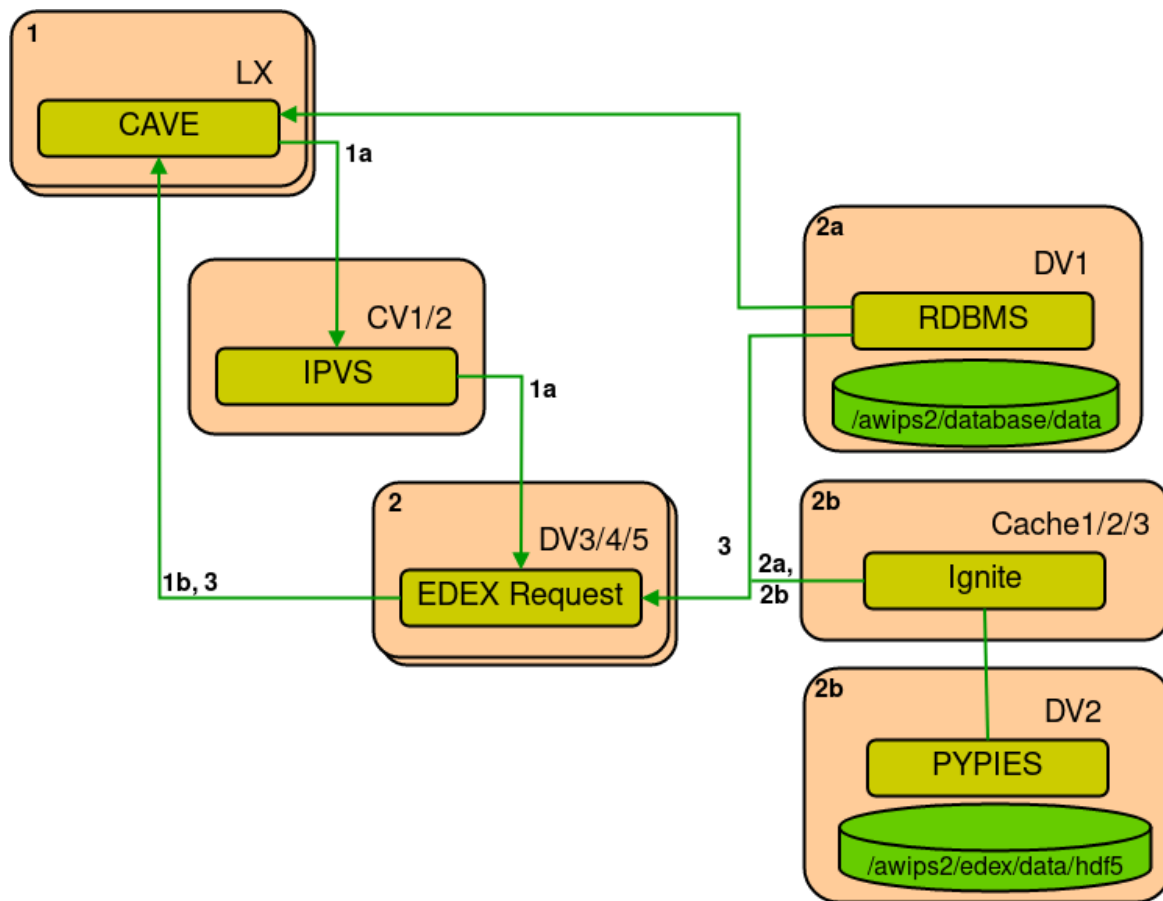 1
LX
CAVE
1a
2a
DV1
RDBMS
/awips2/database/data
CV1/2
IPVS
1a
2
DV3/4/5
EDEX Request
1b, 3
3
2a,
2b
2b
Cache1/2/3
Ignite
2b
DV2
PYPIES
/awips2/edex/data/hdf5